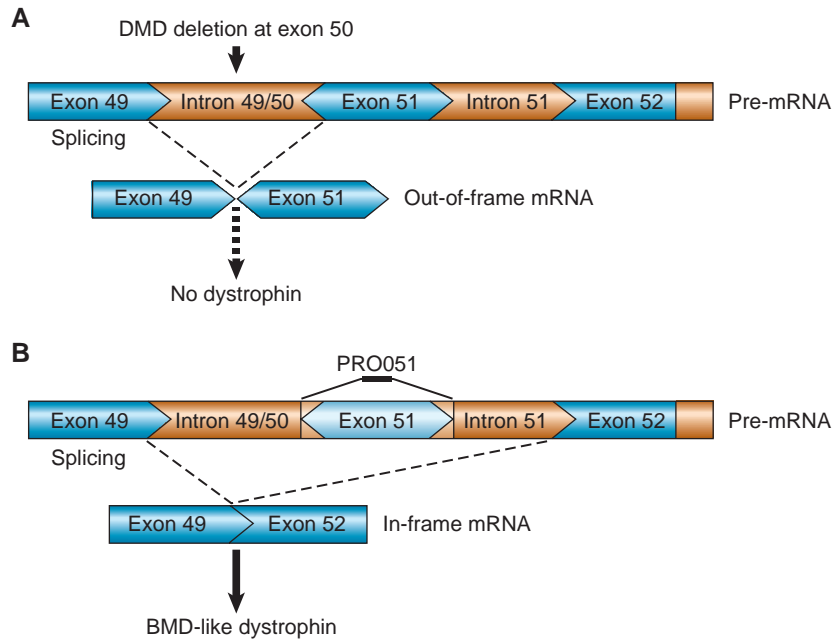 A
DMD deletion at exon 50
Exon 49 Intron 49/50 Exon 51 Intron 51 Exon 52 Pre-mRNA
Splicing
Exon 49 Exon 51 Out-of-frame mRNA
No dystrophin
B
PRO051
Exon 49 Intron 49/50 Exon 51 Intron 51 Exon 52 Pre-mRNA
Splicing
Exon 49 Exon 52 In-frame mRNA
BMD-like dystrophin